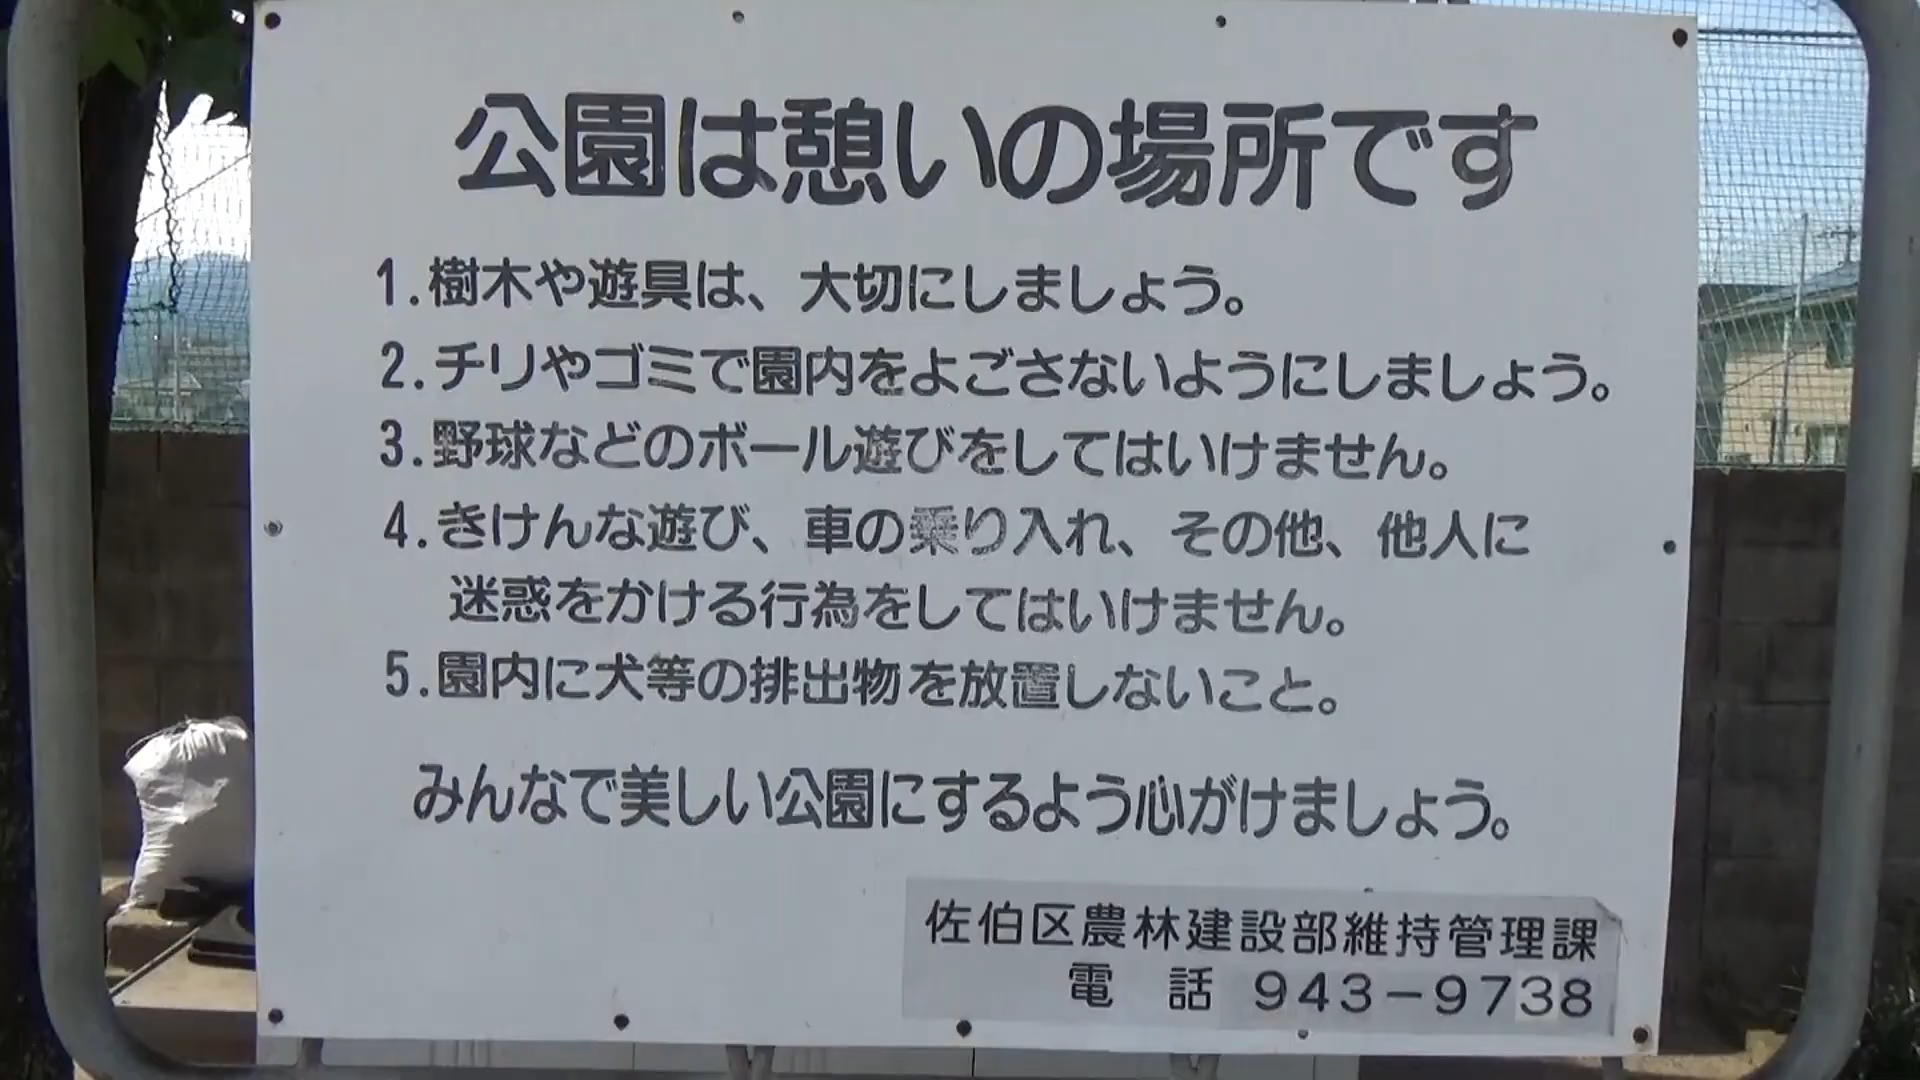 公園は憩いの場所です
1.樹木や遊具は、大切にしましょう。
2.チリやゴミで園内をよごさないようにしましょう。
3.野球などのボール遊びをしてはいけません。
4.きけんな遊び、車の乗り入れ、その他、他人に
迷惑をかける行為をしてはいけません。
5.園内に犬等の排出物を放置しないこと。
みんなで美しい公園にするよう心がけましょう。
佐伯区農林建設部維持管理課
電　話 943-9738